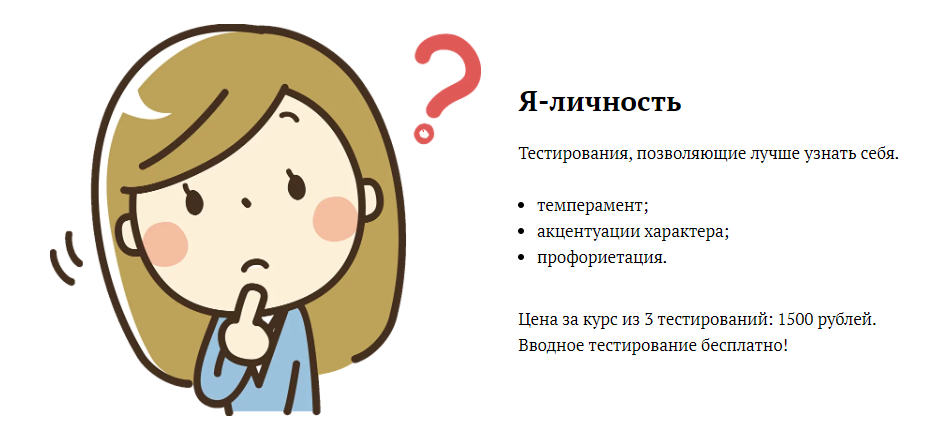 ?
Я-личность
Тестирования, позволяющие лучше узнать себя.
• темперамент;
• акцентуации характера;
• профориетация.
Цена за курс из 3 тестирований: 1500 рублей.
Вводное тестирование бесплатно!